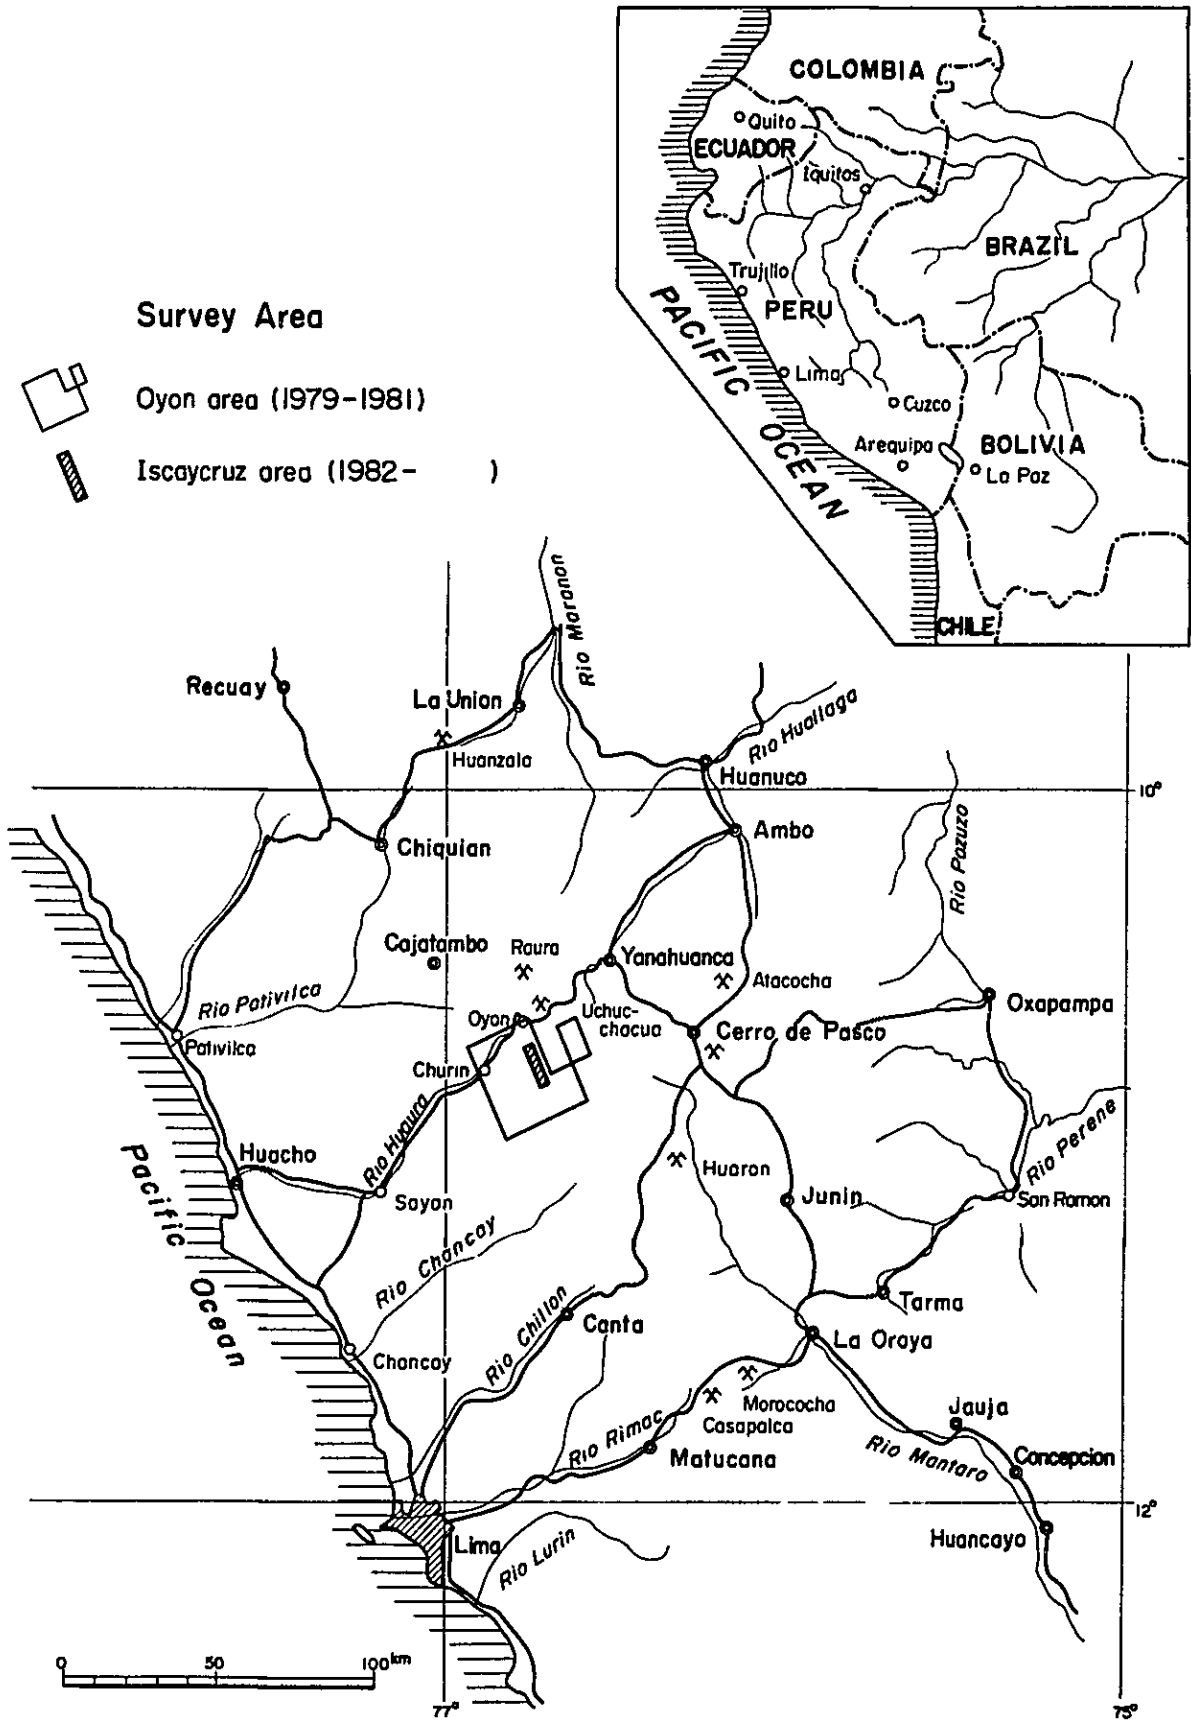 COLOMBIA
Quito
ECUADOR
Iquitos
BRAZIL
Trujillo
PERU
PACIFIC OCEAN
Lima
Cuzco
Arequipa
BOLIVIA
La Paz
CHILE
Survey Area
Oyon area (1979-1981)
Iscaycruz area (1982- )
Rio Maranon
Recuay
La Union
Huanzala
Rio Huallaga
Huanuco
10°
Chiquian
Ambo
Rio Pozuzo
Cajatambo
Raura
Yanahuanca
Atacocha
Rio Pativilca
Oxapampa
Oyon
Uchuc-
chacua
Cerro de Pasco
Pativilca
Churin
Rio Huaura
Rio Perene
Huacho
Huaron
Sayan
Junin
San Ramon
Pacific Ocean
Rio Chancay
Rio Chillon
Canta
Tarma
La Oroya
Chancay
Morococha
Casapalca
Jauja
Rio Rimac
Matucana
Rio Mantaro
Concepcion
12°
Lima
Rio Lurin
Huancayo
0 50 100km
77°
75°